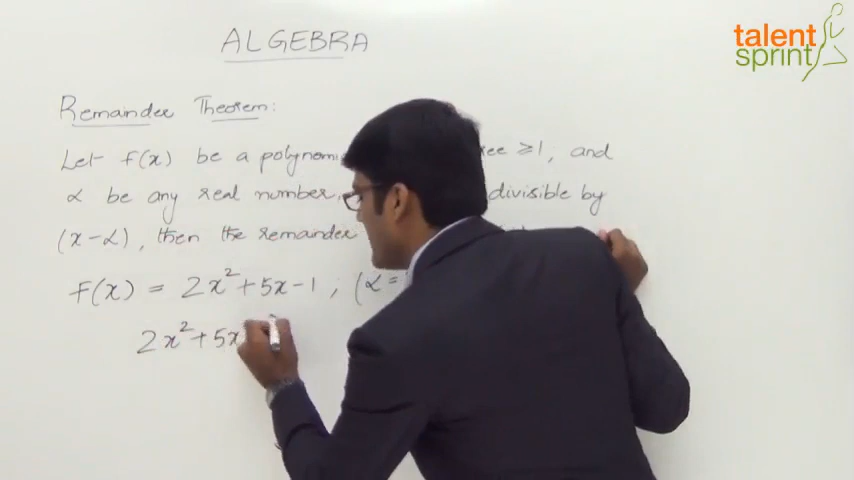 ALGEBRA
talent
sprint
Remainder Theorem:
Let f(x) be a polynomi ree ≥1, and
α be any real number, divisible by
(x-α), then the remainder
f(x) = 2x²+5x-1, (α =
2x²+5x